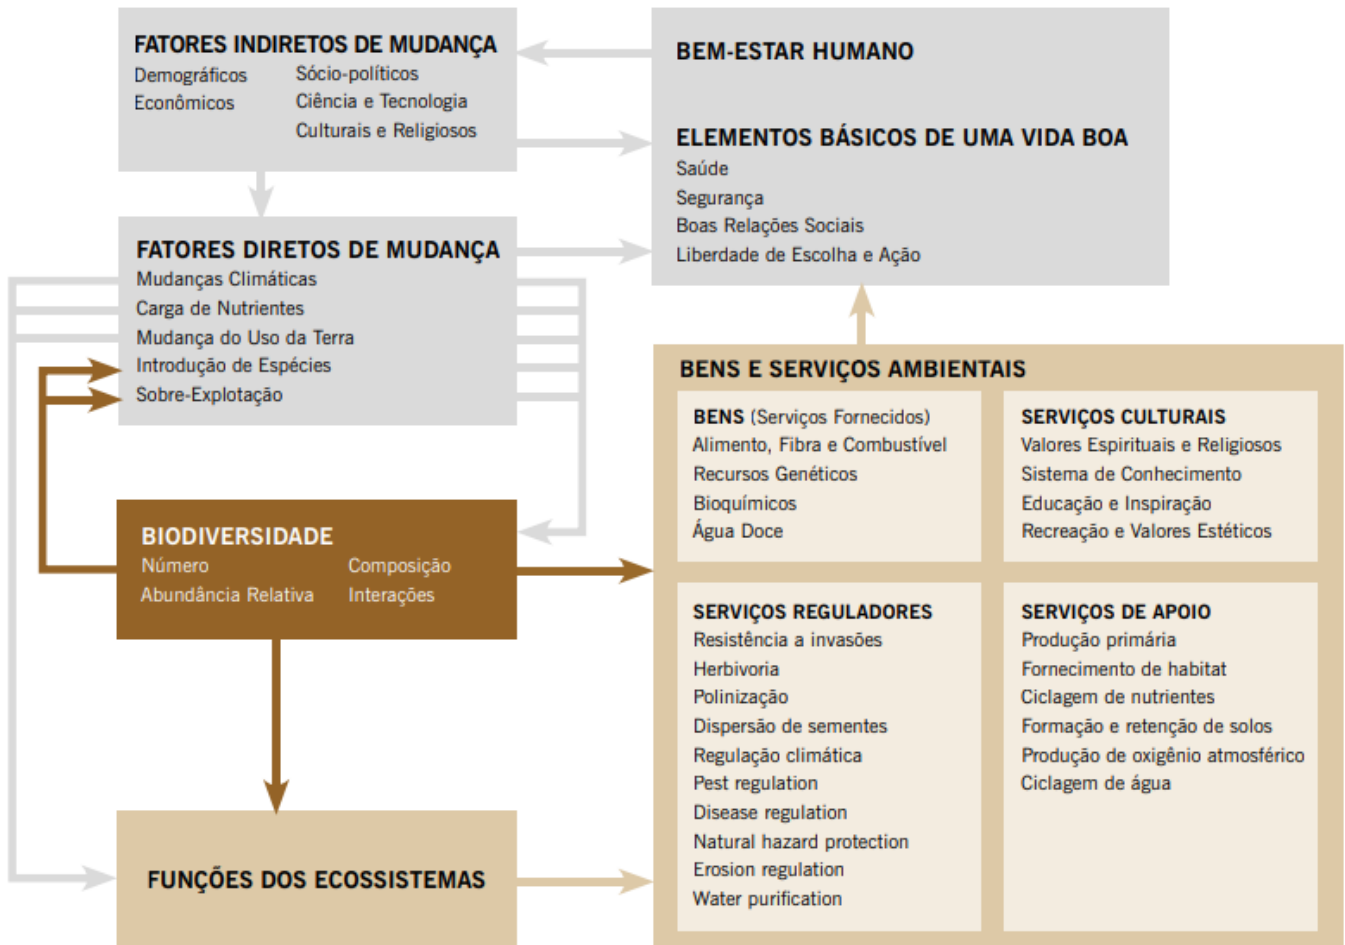 FATORES INDIRETOS DE MUDANÇA
Demográficos
Econômicos
Sócio-políticos
Ciência e Tecnologia
Culturais e Religiosos
BEM-ESTAR HUMANO
ELEMENTOS BÁSICOS DE UMA VIDA BOA
Saúde
Segurança
Boas Relações Sociais
Liberdade de Escolha e Ação
FATORES DIRETOS DE MUDANÇA
Mudanças Climáticas
Carga de Nutrientes
Mudança do Uso da Terra
Introdução de Espécies
Sobre-Explotação
BIODIVERSIDADE
Número
Abundância Relativa
Composição
Interações
FUNÇÕES DOS ECOSSISTEMAS
BENS E SERVIÇOS AMBIENTAIS
BENS (Serviços Fornecidos)
Alimento, Fibra e Combustível
Recursos Genéticos
Bioquímicos
Água Doce
SERVIÇOS CULTURAIS
Valores Espirituais e Religiosos
Sistema de Conhecimento
Educação e Inspiração
Recreação e Valores Estéticos
SERVIÇOS REGULADORES
Resistência a invasões
Herbivoria
Polinização
Dispersão de sementes
Regulação climática
Pest regulation
Disease regulation
Natural hazard protection
Erosion regulation
Water purification
SERVIÇOS DE APOIO
Produção primária
Fornecimento de habitat
Ciclagem de nutrientes
Formação e retenção de solos
Produção de oxigênio atmosférico
Ciclagem de água